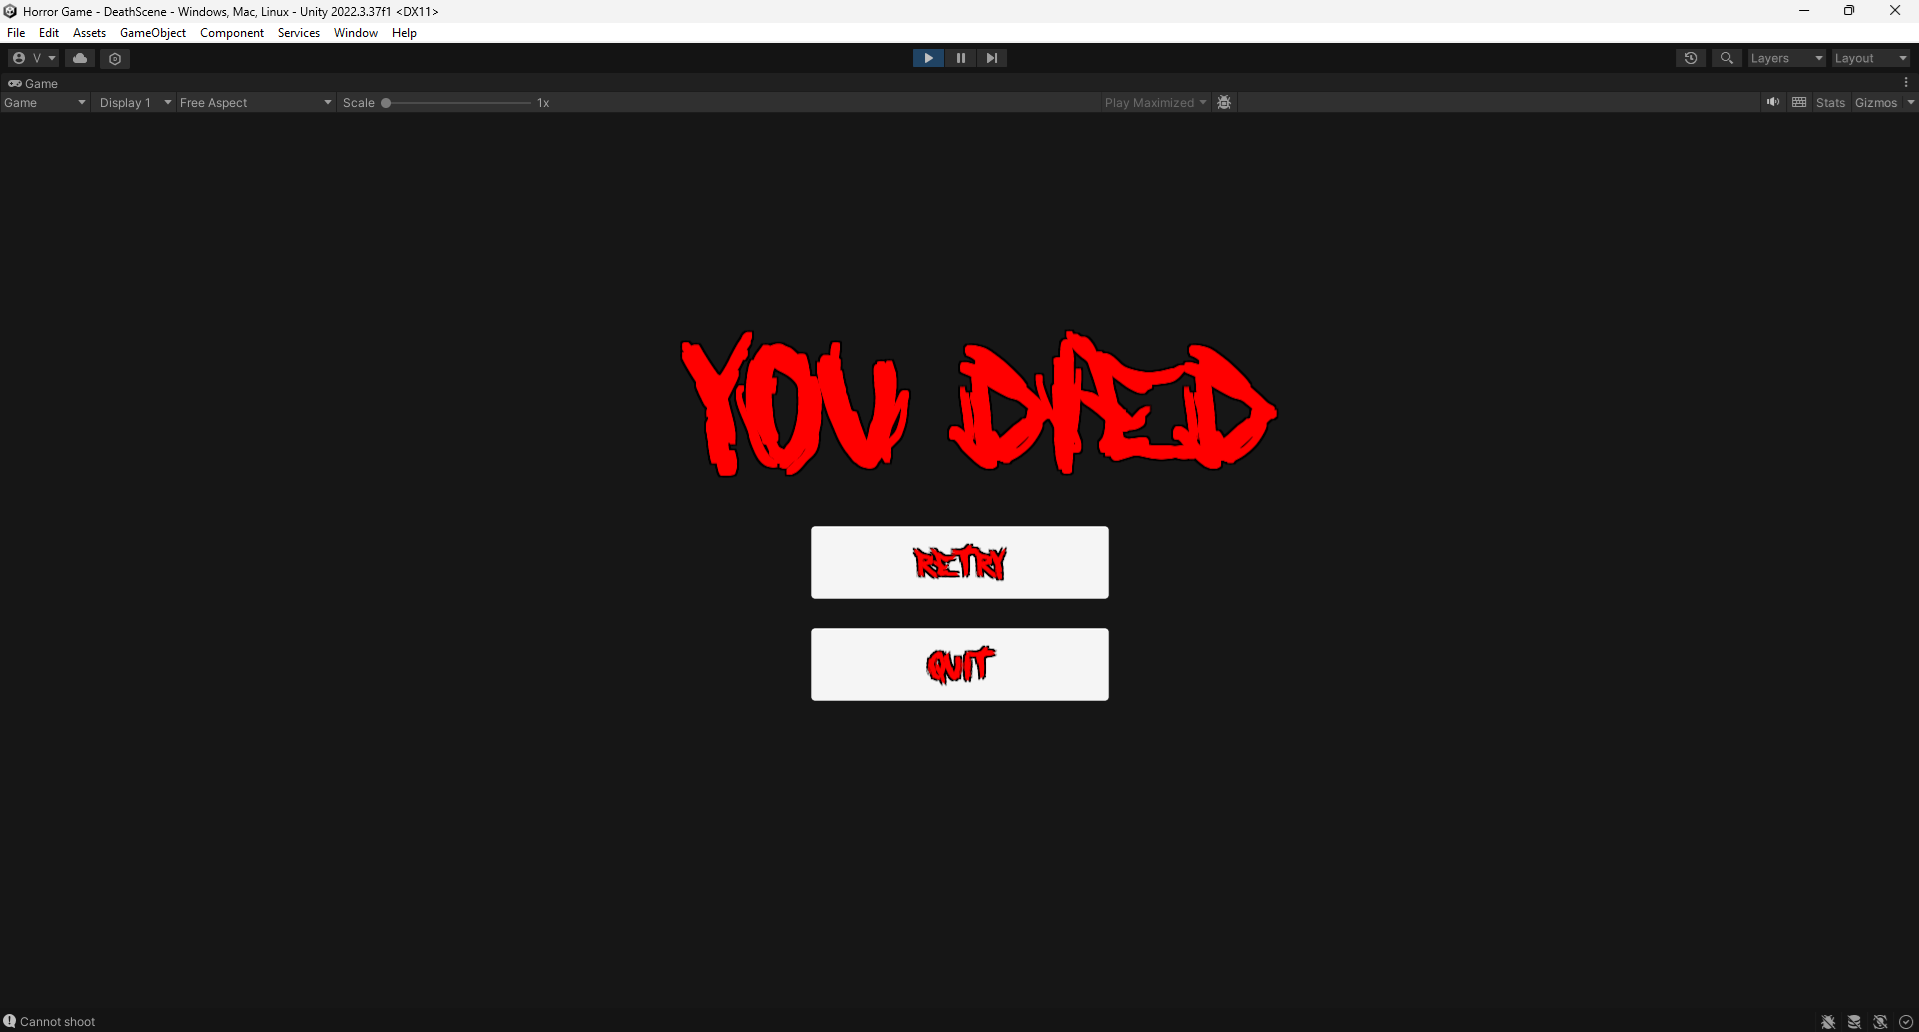 Horror Game - DeathScene - Windows, Mac, Linux - Unity 2022.3.37f1 <DX11>
File Edit Assets GameObject Component Services Window Help
V Layers Layout
Game
Game Display 1 Free Aspect Scale 1x Play Maximized Stats Gizmos
YOU DIED
RETRY
QUIT
Cannot shoot